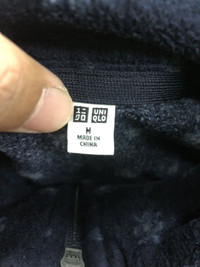 ユニ UNI
クロ QLO
M
MADE IN
CHINA